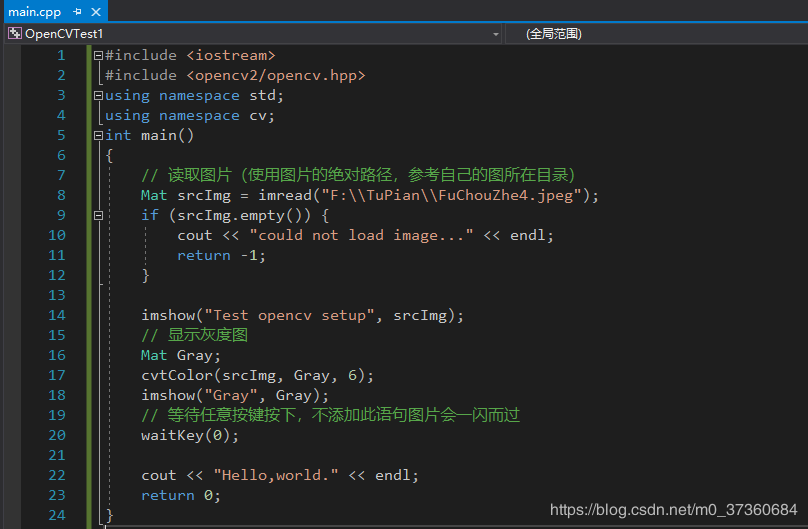 main.cpp
OpenCVTest1
(全局范围)
1 #include <iostream>
2 #include <opencv2/opencv.hpp>
3 using namespace std;
4 using namespace cv;
5 int main()
6 {
7 // 读取图片（使用图片的绝对路径，参考自己的图所在目录）
8 Mat srcImg = imread("F:\\TuPian\\FuChouZhe4.jpeg");
9 if (srcImg.empty()) {
10 cout << "could not load image..." << endl;
11 return -1;
12 }
13
14 imshow("Test opencv setup", srcImg);
15 // 显示灰度图
16 Mat Gray;
17 cvtColor(srcImg, Gray, 6);
18 imshow("Gray", Gray);
19 // 等待任意按键按下，不添加此语句图片会一闪而过
20 waitKey(0);
21
22 cout << "Hello,world." << endl;
23 return 0;
24 }
https://blog.csdn.net/m0_37360684